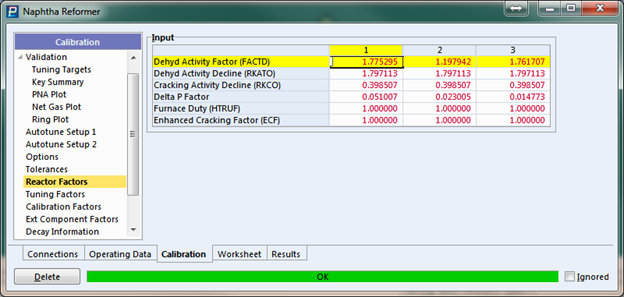 Naphtha Reformer
Calibration
Validation
Tuning Targets
Key Summary
PNA Plot
Net Gas Plot
Ring Plot
Autotune Setup 1
Autotune Setup 2
Options
Tolerances
Reactor Factors
Tuning Factors
Calibration Factors
Ext Component Factors
Decay Information
Input
1 2 3
Dehyd Activity Factor (FACTD) 1.775295 1.197942 1.761707
Dehyd Activity Decline (RKATO) 1.797113 1.797113 1.797113
Cracking Activity Decline (RKCO) 0.398507 0.398507 0.398507
Delta P Factor 0.051007 0.023005 0.014773
Furnace Duty (HTRUF) 1.000000 1.000000 1.000000
Enhanced Cracking Factor (ECF) 1.000000 1.000000 1.000000
Connections Operating Data Calibration Worksheet Results
Delete OK Ignored